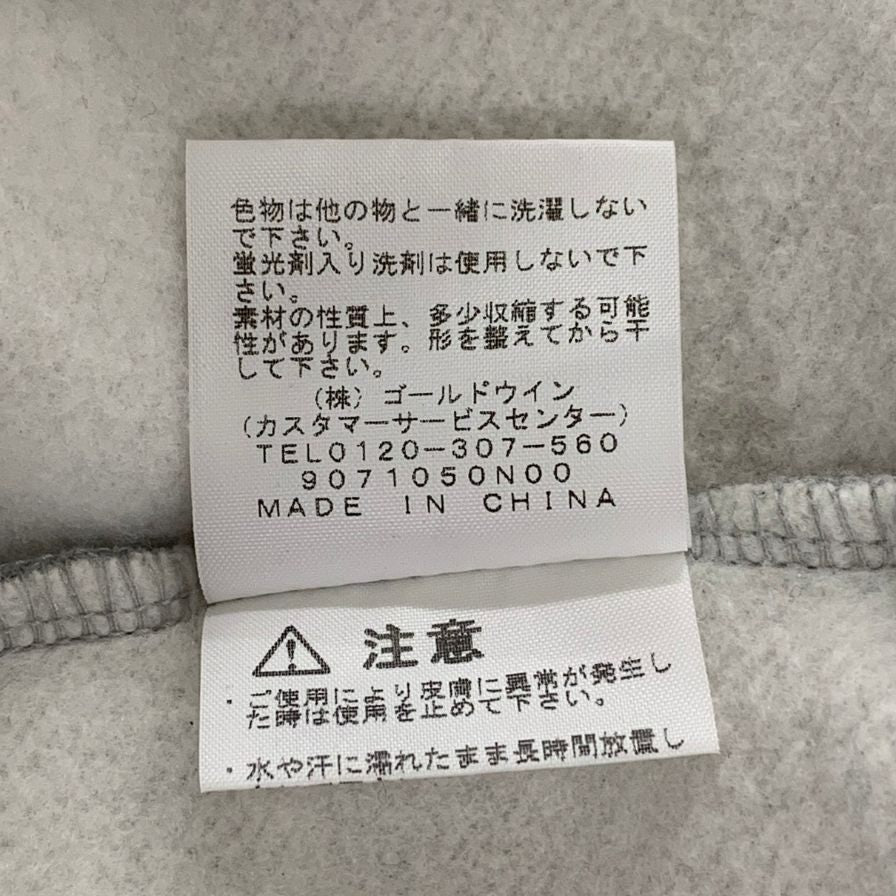 色物は他の物と一緒に洗濯しない
で下さい。
蛍光剤入り洗剤は使用しないで下
さい。
素材の性質上、多少収縮する可能
性があります。形を整えてから干
して下さい。
(株)ゴールドウイン
(カスタマーサービスセンター)
TEL0120-307-560
9071050N00
MADE IN CHINA
注意
・ご使用により皮膚に異常が発生し
た時は使用を止めて下さい。
・水や汗に濡れたまま長時間放置し